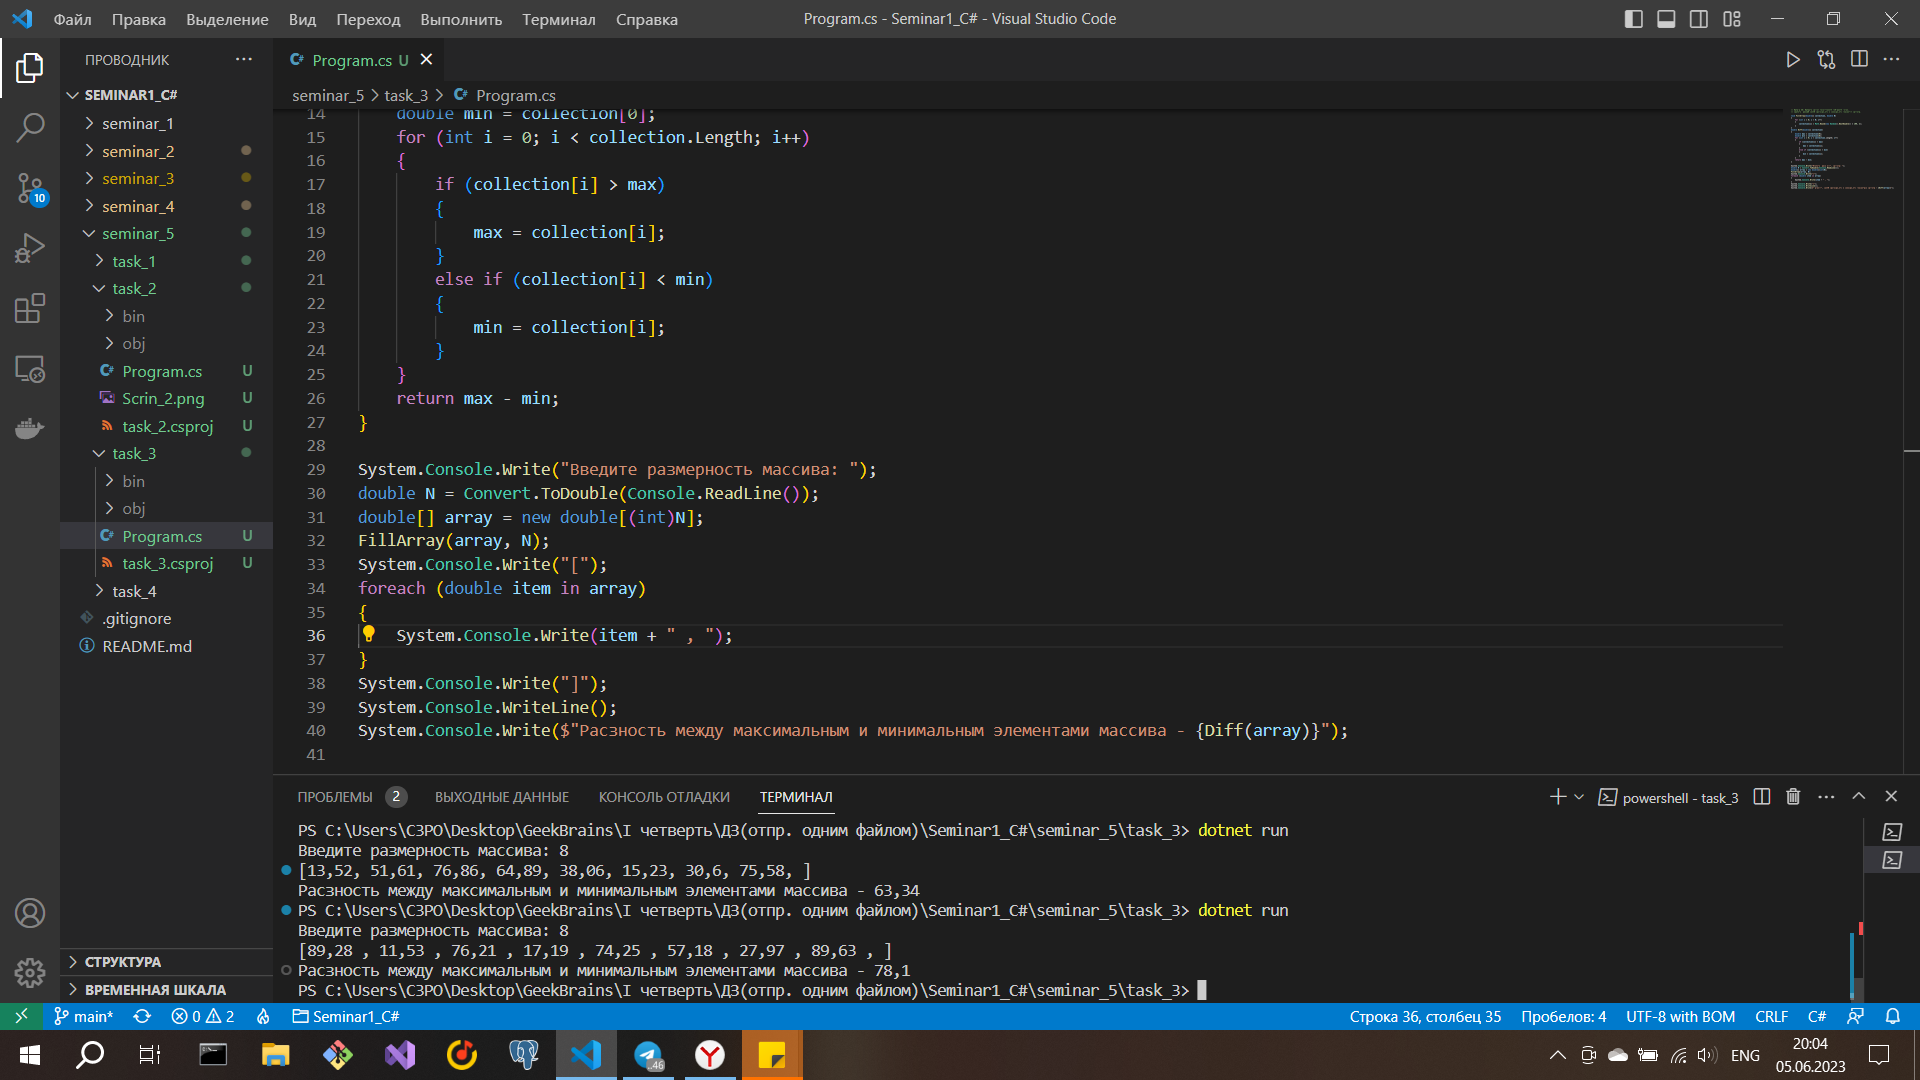 Файл Правка Выделение Вид Переход Выполнить Терминал Справка Program.cs - Seminar1_C# - Visual Studio Code
ПРОВОДНИК
SEMINAR1_C#
seminar_1
seminar_2
seminar_3
seminar_4
seminar_5
task_1
task_2
bin
obj
C# Program.cs U
Scrin_2.png U
task_2.csproj U
task_3
bin
obj
C# Program.cs U
task_3.csproj U
task_4
.gitignore
README.md
СТРУКТУРА
ВРЕМЕННАЯ ШКАЛА
10
C# Program.cs U
seminar_5 > task_3 > C# Program.cs
14 double min = collection[0];
15 for (int i = 0; i < collection.Length; i++)
16 {
17 if (collection[i] > max)
18 {
19 max = collection[i];
20 }
21 else if (collection[i] < min)
22 {
23 min = collection[i];
24 }
25 }
26 return max - min;
27 }
28
29 System.Console.Write("Введите размерность массива: ");
30 double N = Convert.ToDouble(Console.ReadLine());
31 double[] array = new double[(int)N];
32 FillArray(array, N);
33 System.Console.Write("[");
34 foreach (double item in array)
35 {
36 System.Console.Write(item + " , ");
37 }
38 System.Console.Write("]");
39 System.Console.WriteLine();
40 System.Console.Write($"Расзность между максимальным и минимальным элементами массива - {Diff(array)}");
41
ПРОБЛЕМЫ 2 ВЫХОДНЫЕ ДАННЫЕ КОНСОЛЬ ОТЛАДКИ ТЕРМИНАЛ powershell - task_3
PS C:\Users\C3PO\Desktop\GeekBrains\I четверть\ДЗ(отпр. одним файлом)\Seminar1_C#\seminar_5\task_3> dotnet run
Введите размерность массива: 8
[13,52, 51,61, 76,86, 64,89, 38,06, 15,23, 30,6, 75,58, ]
Расзность между максимальным и минимальным элементами массива - 63,34
PS C:\Users\C3PO\Desktop\GeekBrains\I четверть\ДЗ(отпр. одним файлом)\Seminar1_C#\seminar_5\task_3> dotnet run
Введите размерность массива: 8
[89,28 , 11,53 , 76,21 , 17,19 , 74,25 , 57,18 , 27,97 , 89,63 , ]
Расзность между максимальным и минимальным элементами массива - 78,1
PS C:\Users\C3PO\Desktop\GeekBrains\I четверть\ДЗ(отпр. одним файлом)\Seminar1_C#\seminar_5\task_3>
main* 0 2 Seminar1_C# Строка 36, столбец 35 Пробелов: 4 UTF-8 with BOM CRLF C#
46 ENG 20:04
05.06.2023